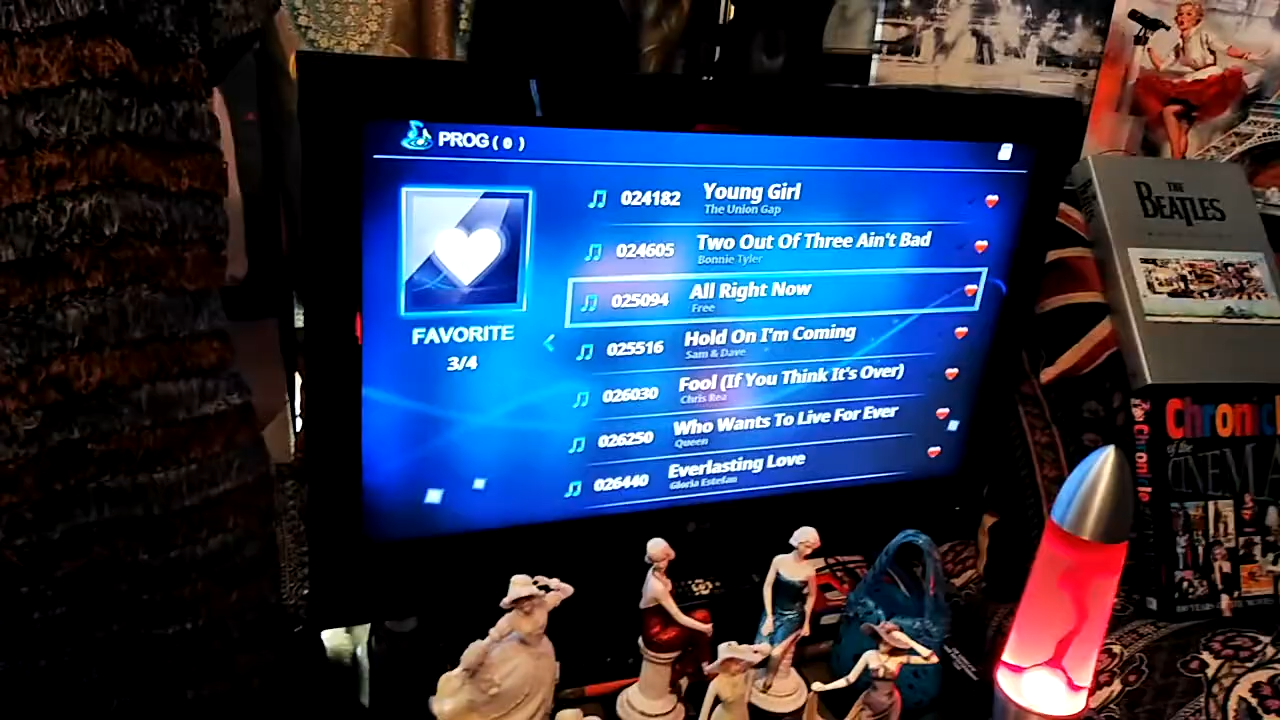 PROG ( 0 )
024182 Young Girl
The Union Gap
024605 Two Out Of Three Ain't Bad
Bonnie Tyler
025094 All Right Now
Free
025516 Hold On I'm Coming
Sam & Dave
026030 Fool (If You Think It's Over)
Chris Rea
026250 Who Wants To Live For Ever
Queen
026440 Everlasting Love
Gloria Estefan
FAVORITE
3/4
THE
BEATLES
Chronicle
Chronic
of the
CINEMA